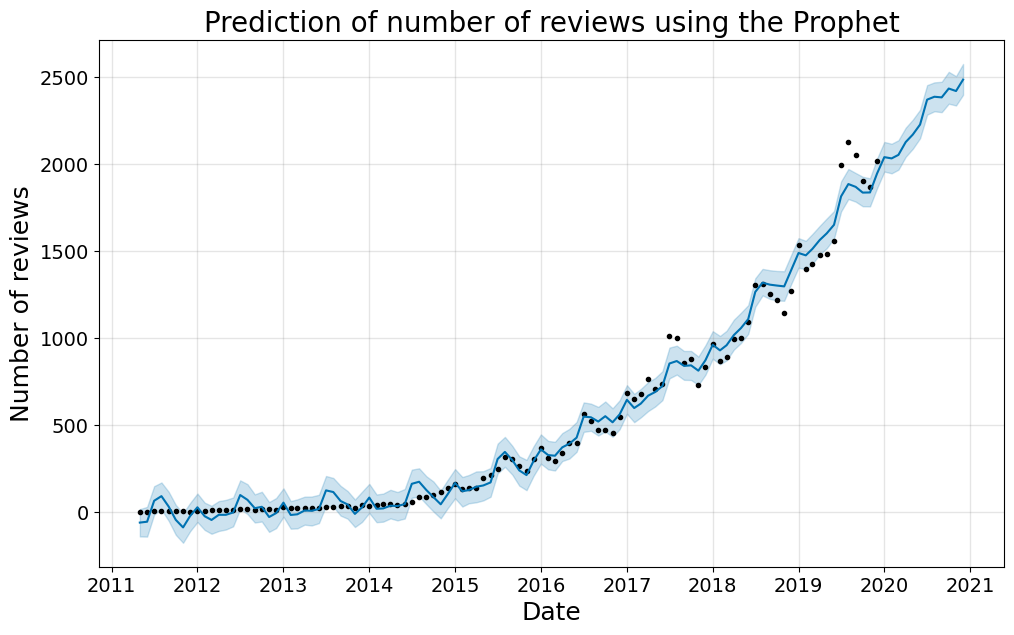 Prediction of number of reviews using the Prophet
Number of reviews
2500
2000
1500
1000
500
0
2011 2012 2013 2014 2015 2016 2017 2018 2019 2020 2021
Date